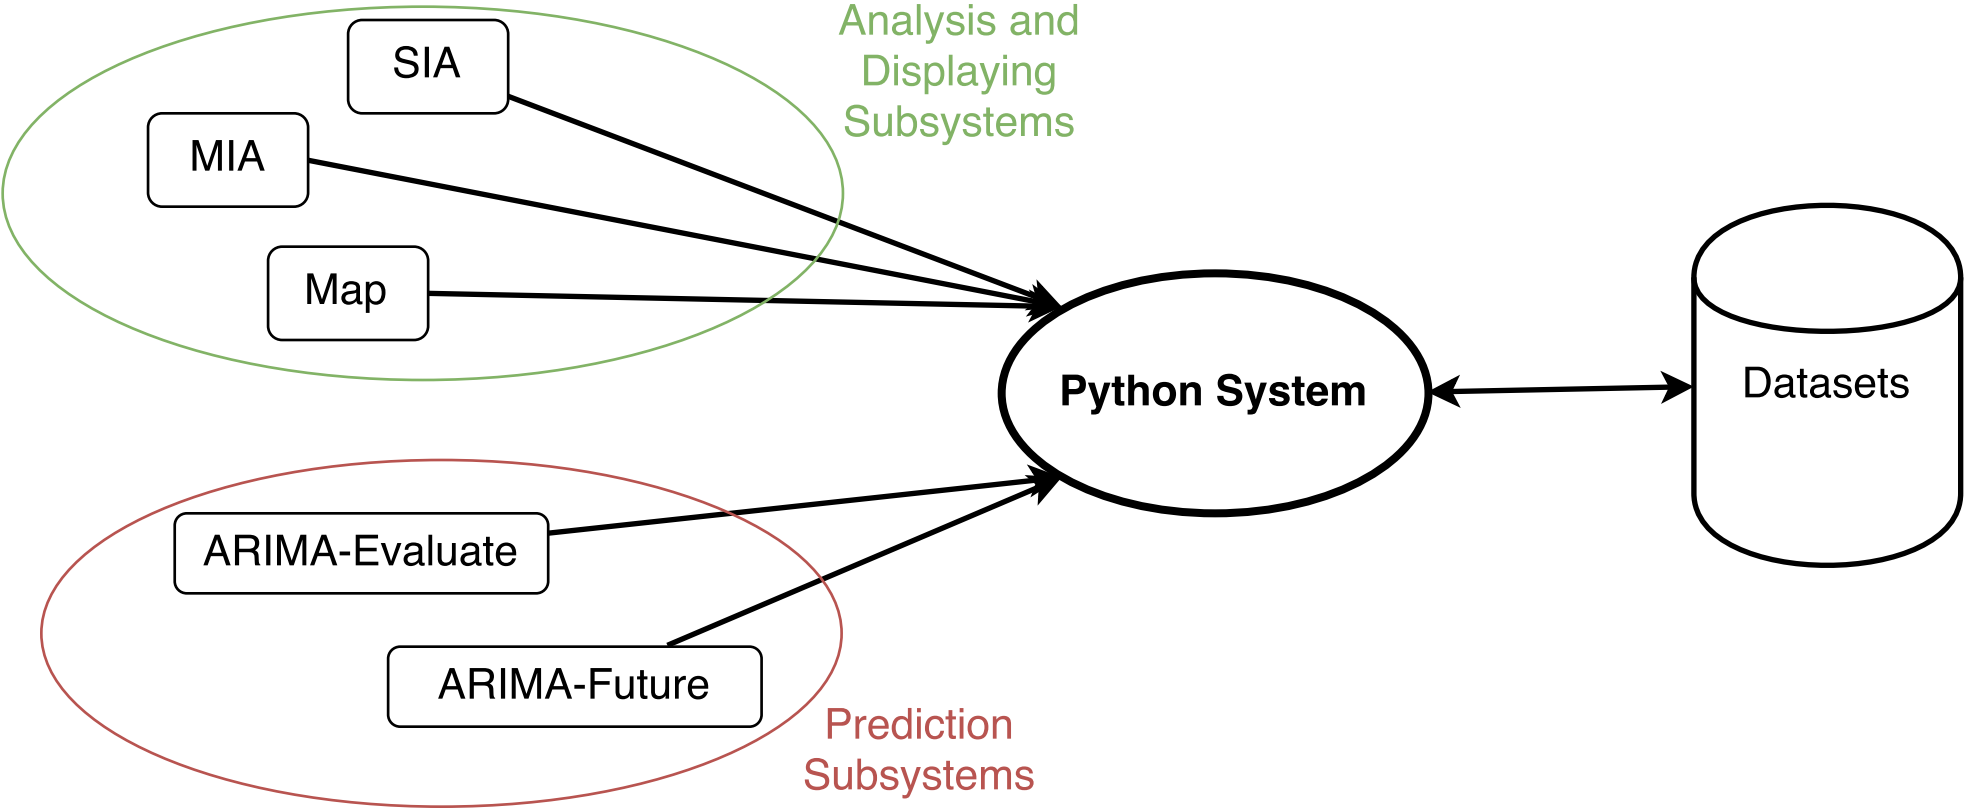 Analysis and
Displaying
Subsystems
SIA
MIA
Map
Python System
Datasets
ARIMA-Evaluate
ARIMA-Future
Prediction
Subsystems